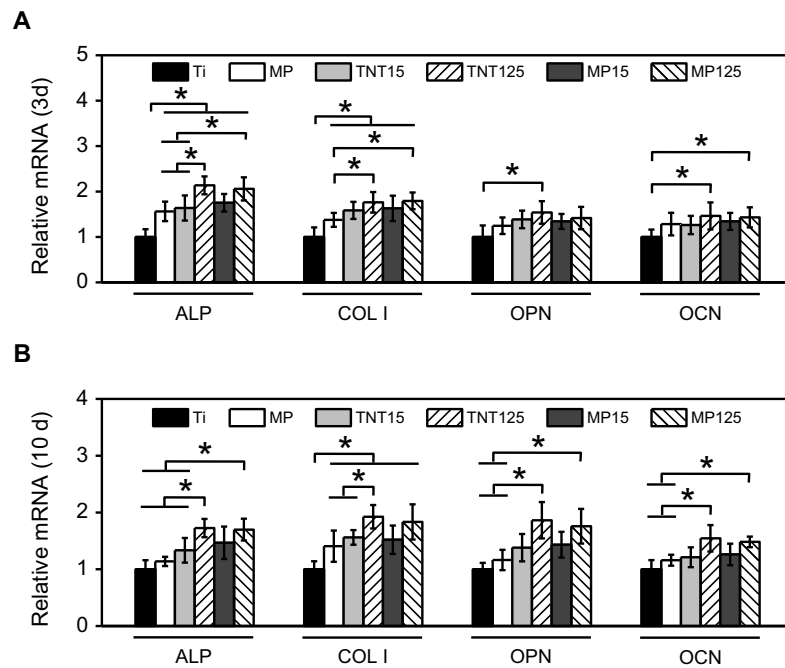 A
Relative mRNA (3d)
5
4
3
2
1
0
Ti MP TNT15 TNT125 MP15 MP125
* * * * * * * * *
ALP COL I OPN OCN
B
Relative mRNA (10 d)
4
3
2
1
0
Ti MP TNT15 TNT125 MP15 MP125
* * * * * * * *
ALP COL I OPN OCN